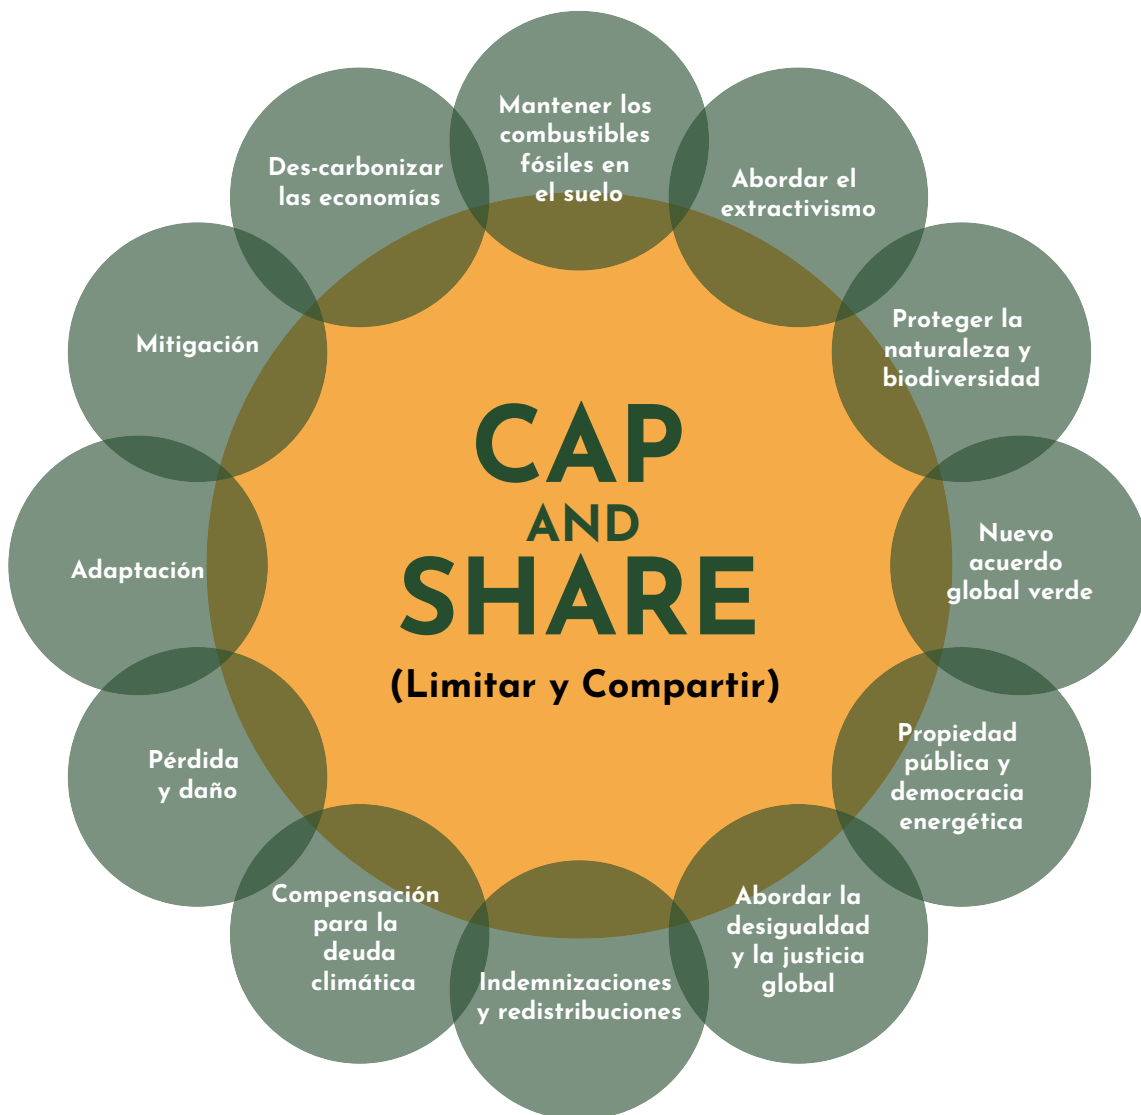 Mantener los
combustibles
fósiles en
el suelo
Abordar el
extractivismo
Proteger la
naturaleza y
biodiversidad
Nuevo
acuerdo
global verde
Propiedad
pública y
democracia
energética
Abordar la
desigualdad
y la justicia
global
Indemnizaciones
y redistribuciones
Compensación
para la
deuda
climática
Pérdida
y daño
Adaptación
Mitigación
Des-carbonizar
las economías
CAP
AND
SHARE
(Limitar y Compartir)